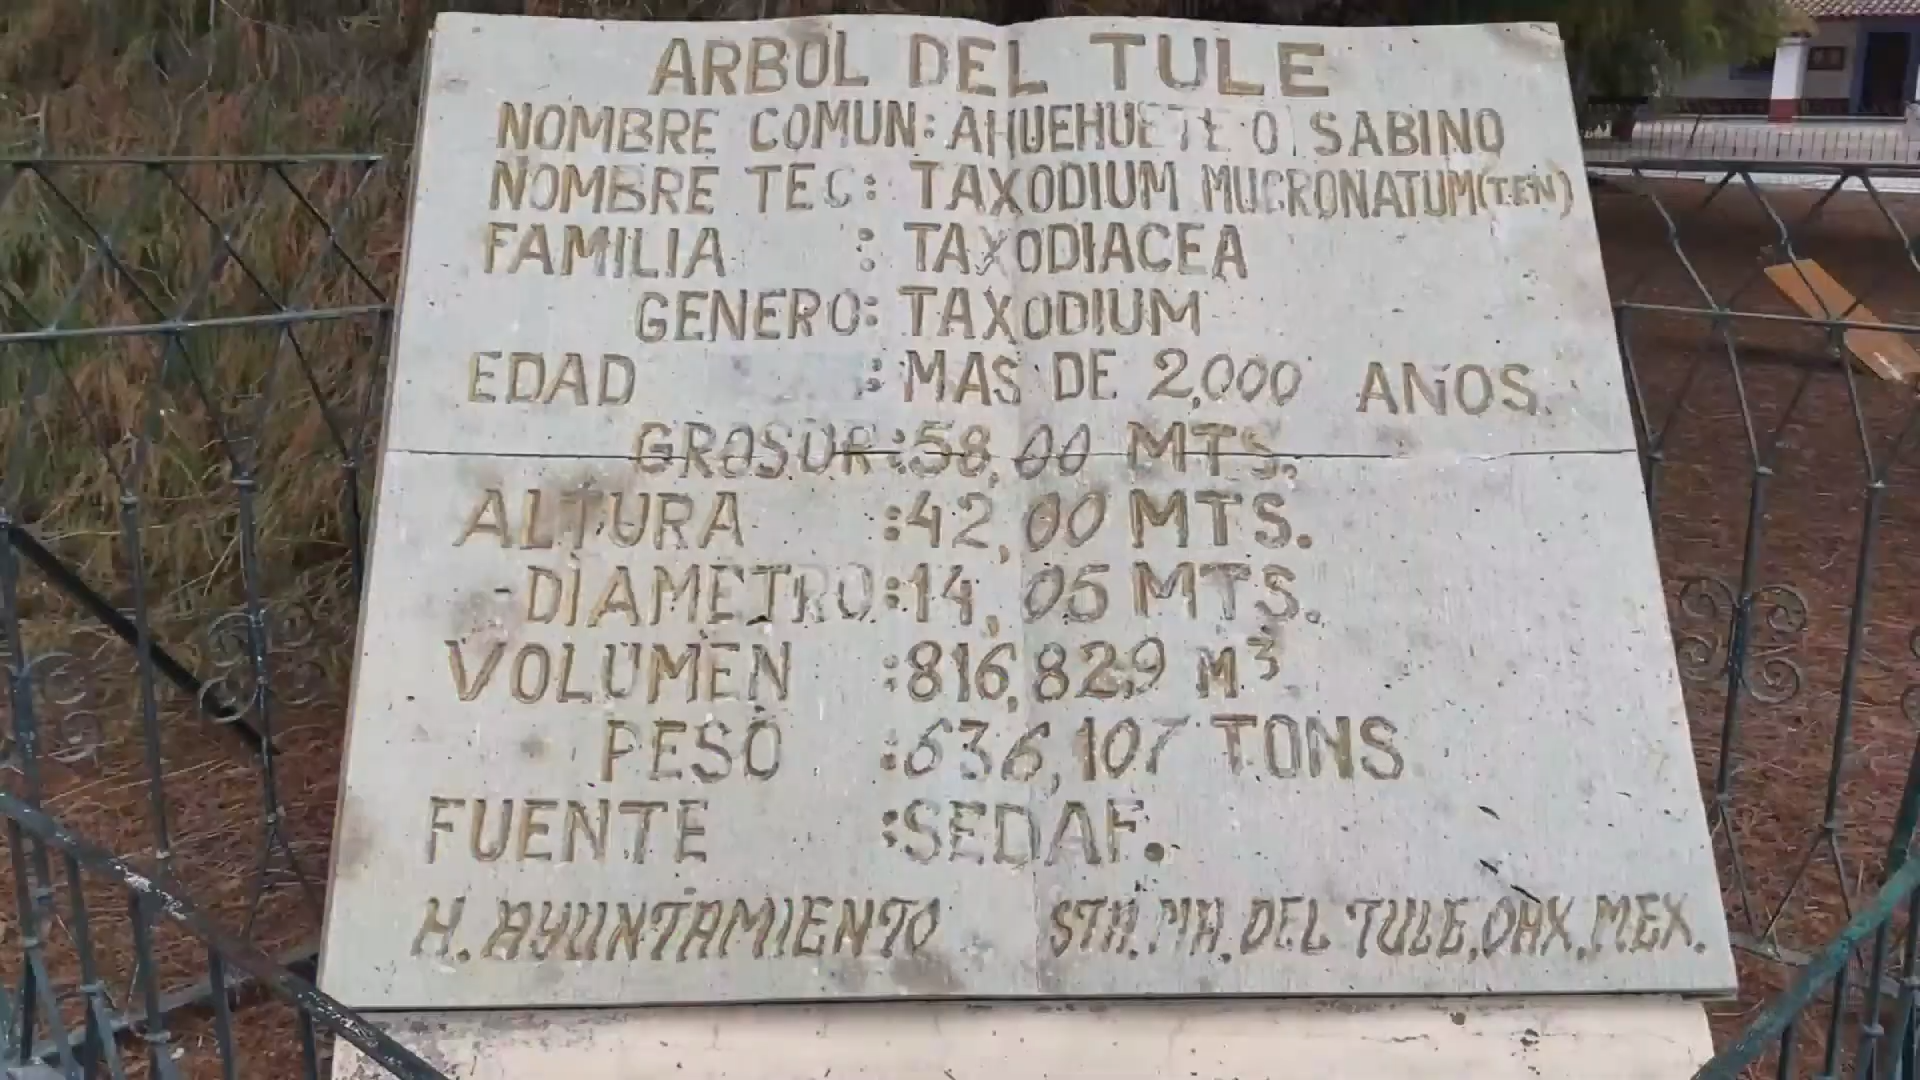 ARBOL DEL TULE
NOMBRE COMUN: AHUEHUETE O SABINO
NOMBRE TEC: TAXODIUM MUCRONATUM(TEN)
FAMILIA : TAXODIACEA
GENERO: TAXODIUM
EDAD : MAS DE 2,000 AÑOS.
GROSOR:58,00 MTS.
ALTURA :42,00 MTS.
DIAMETRO:14,05 MTS.
VOLUMEN :816,829 M³
PESO :636,107 TONS
FUENTE :SEDAF.
H. AYUNTAMIENTO STA. MA. DEL TULE, OAX, MEX.